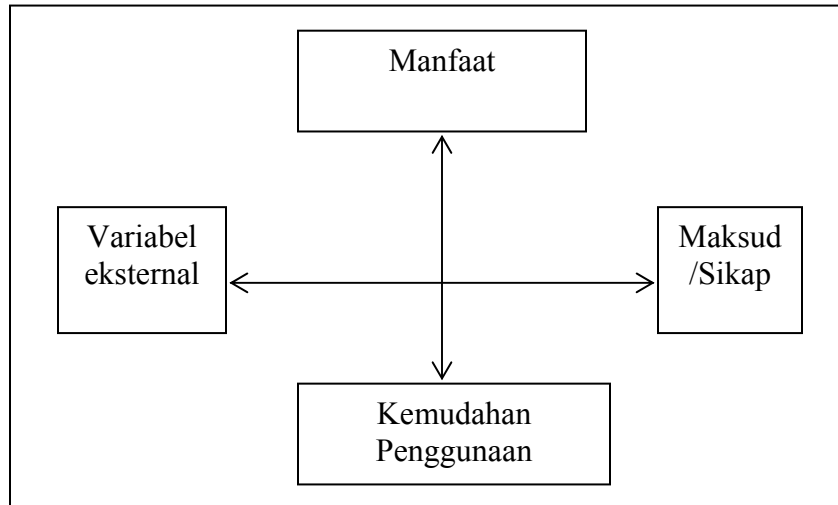 Manfaat
Variabel
eksternal
Maksud
/Sikap
Kemudahan
Penggunaan